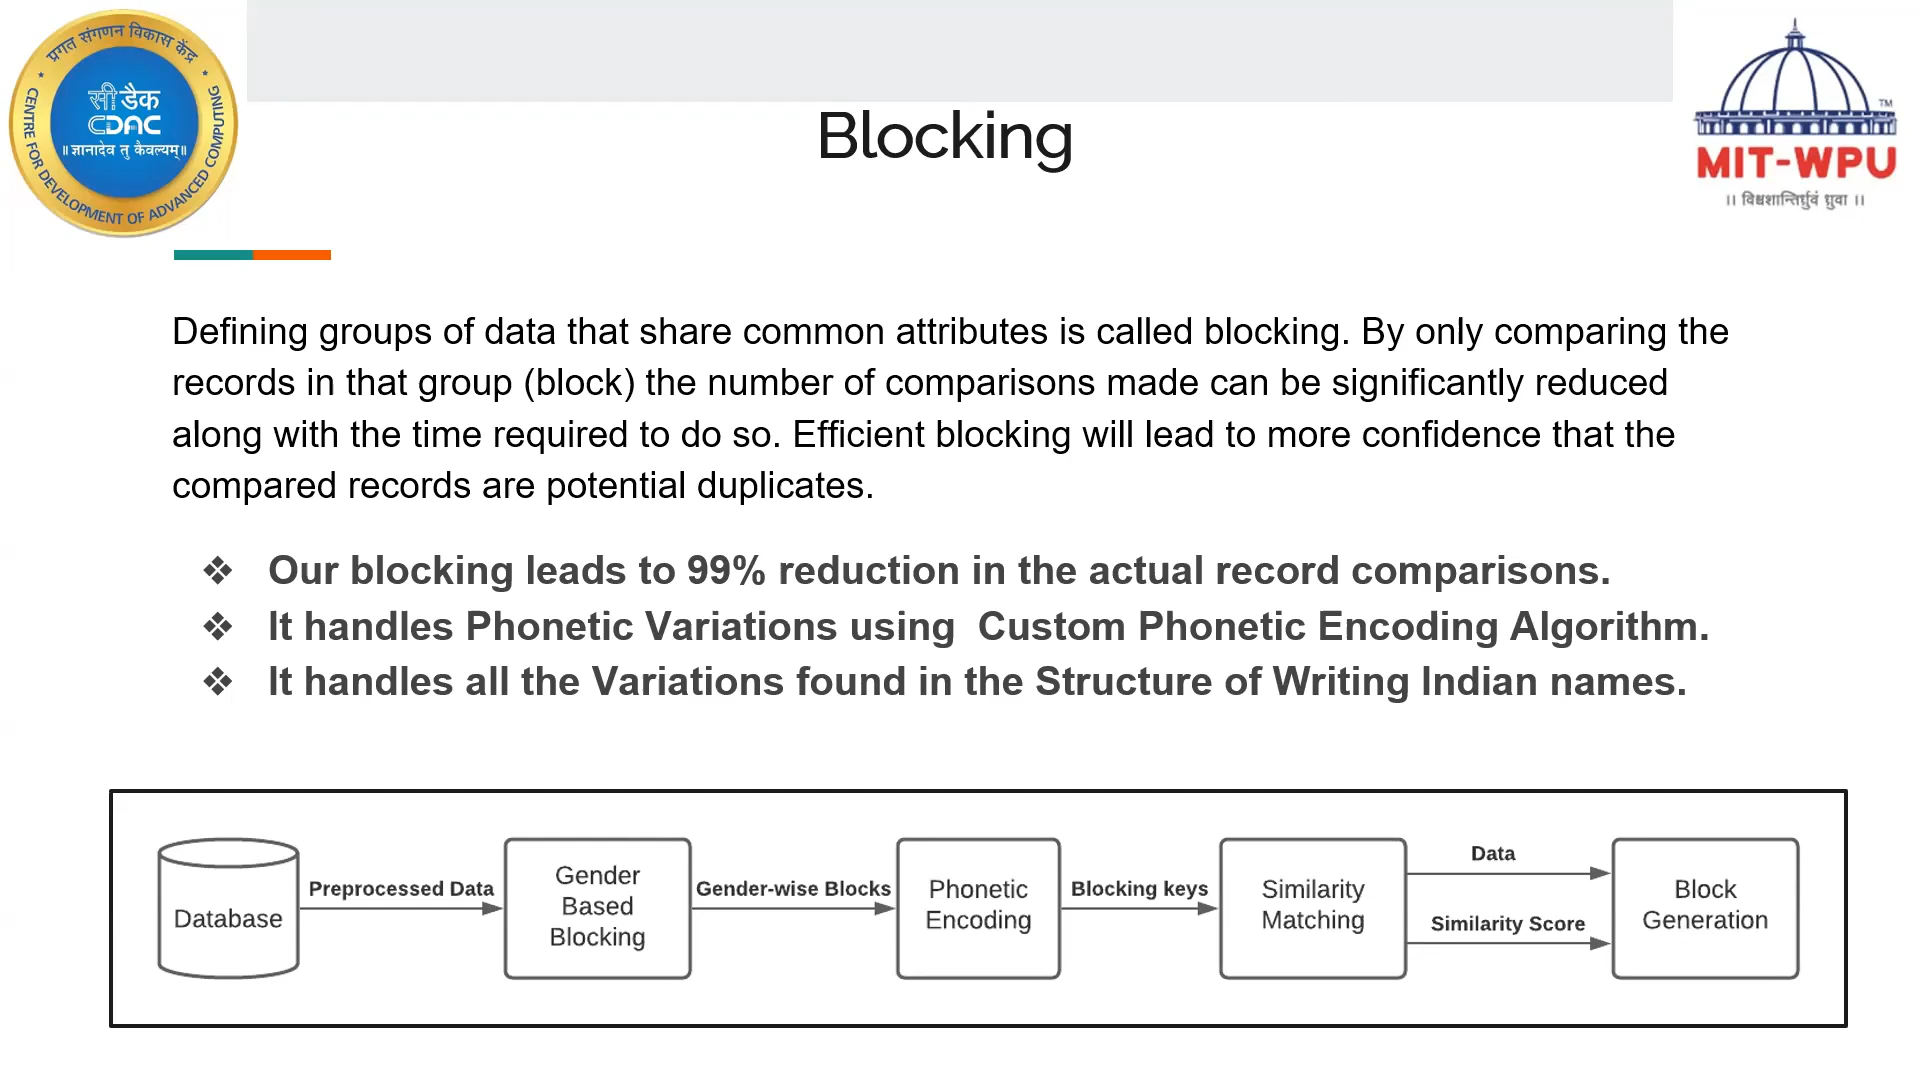 प्रगत संगणन विकास केंद्र
सी डैक
CDAC
॥ ज्ञानादेव तु कैवल्यम्॥
CENTRE FOR DEVELOPMENT OF ADVANCED COMPUTING
Blocking
TM
MIT-WPU
।। विश्वशान्तिर्ध्रुवं ध्रुवा ।।
Defining groups of data that share common attributes is called blocking. By only comparing the
records in that group (block) the number of comparisons made can be significantly reduced
along with the time required to do so. Efficient blocking will lead to more confidence that the
compared records are potential duplicates.
❖ Our blocking leads to 99% reduction in the actual record comparisons.
❖ It handles Phonetic Variations using  Custom Phonetic Encoding Algorithm.
❖ It handles all the Variations found in the Structure of Writing Indian names.
Database
Preprocessed Data
Gender
Based
Blocking
Gender-wise Blocks
Phonetic
Encoding
Blocking keys
Similarity
Matching
Data
Similarity Score
Block
Generation